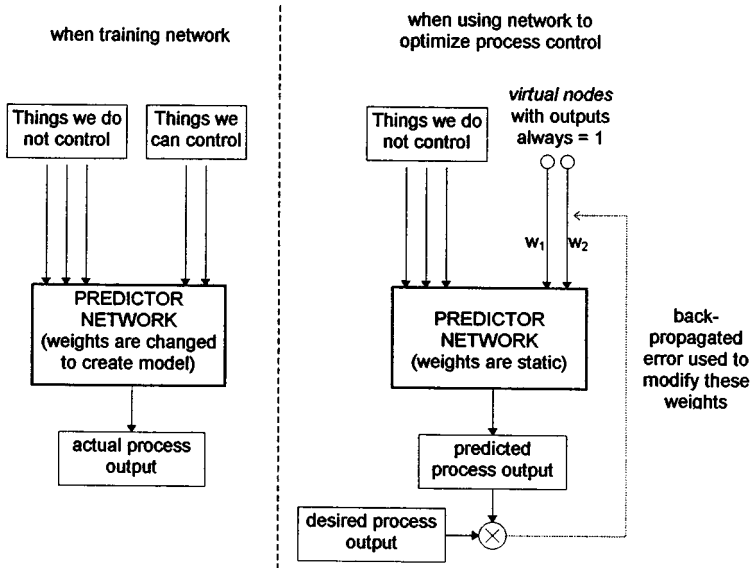 when training network
Things we do
not control
Things we
can control
PREDICTOR
NETWORK
(weights are changed
to create model)
actual process
output
when using network to
optimize process control
Things we do
not control
virtual nodes
with outputs
always = 1
w1
w2
PREDICTOR
NETWORK
(weights are static)
back-
propagated
error used to
modify these
weights
predicted
process output
desired process
output